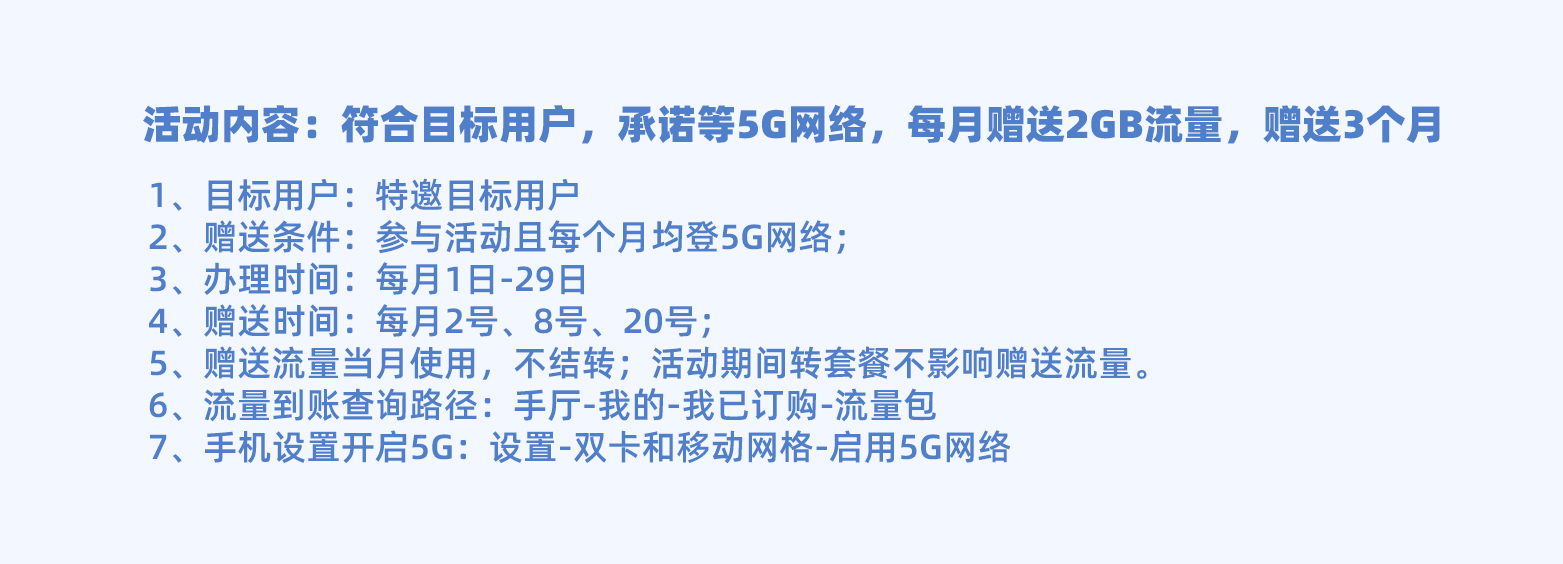 活动内容：符合目标用户，承诺等5G网络，每月赠送2GB流量，赠送3个月
1、目标用户：特邀目标用户
2、赠送条件：参与活动且每个月均登5G网络；
3、办理时间：每月1日-29日
4、赠送时间：每月2号、8号、20号；
5、赠送流量当月使用，不结转；活动期间转套餐不影响赠送流量。
6、流量到账查询路径：手厅-我的-我已订购-流量包
7、手机设置开启5G：设置-双卡和移动网格-启用5G网络